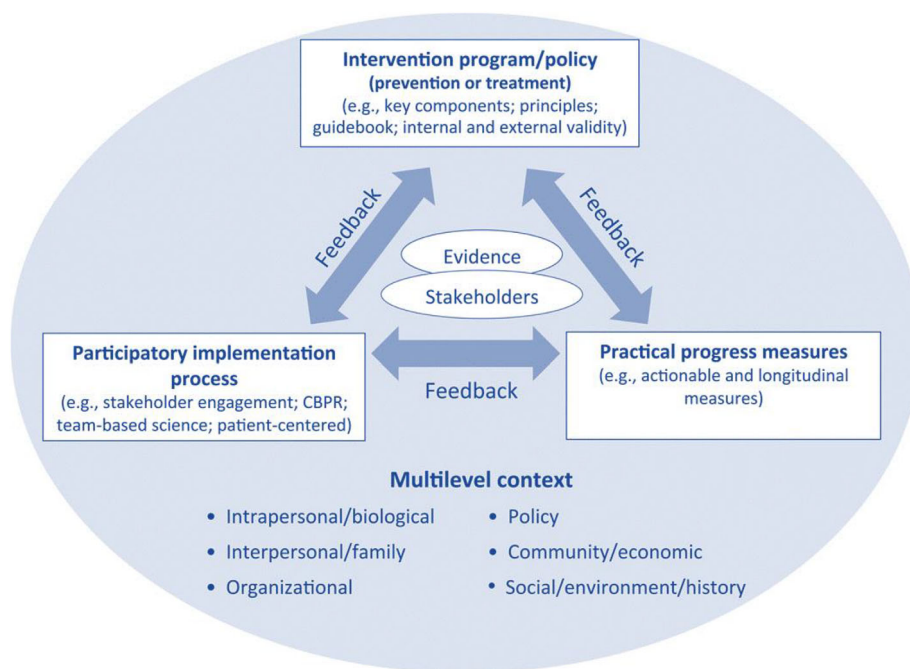 Intervention program/policy
(prevention or treatment)
(e.g., key components; principles;
guidebook; internal and external validity)
Feedback
Feedback
Evidence
Stakeholders
Participatory implementation
process
(e.g., stakeholder engagement; CBPR;
team-based science; patient-centered)
Feedback
Practical progress measures
(e.g., actionable and longitudinal
measures)
Multilevel context
• Intrapersonal/biological
• Interpersonal/family
• Organizational
• Policy
• Community/economic
• Social/environment/history